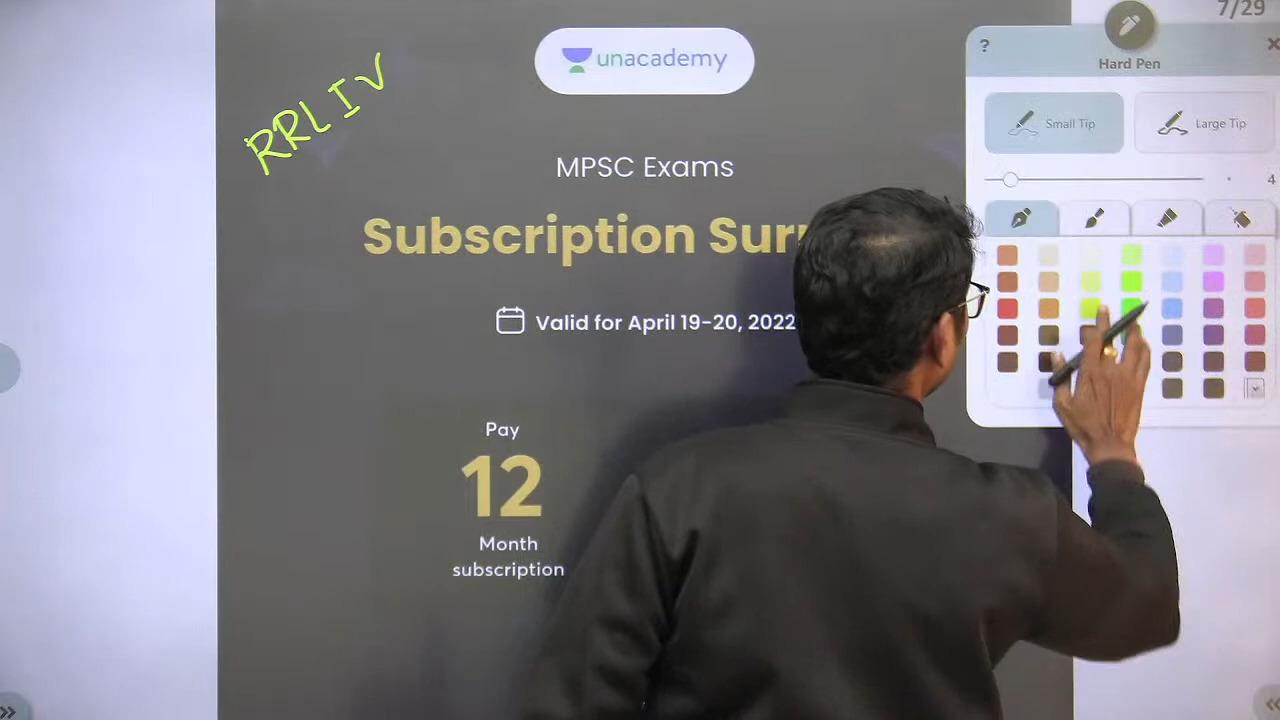 7/29
RRLIV
unacademy
?
Hard Pen
Small Tip
Large Tip
4
MPSC Exams
Subscription
Valid for April 19-20, 2022
Pay
12
Month
subscription